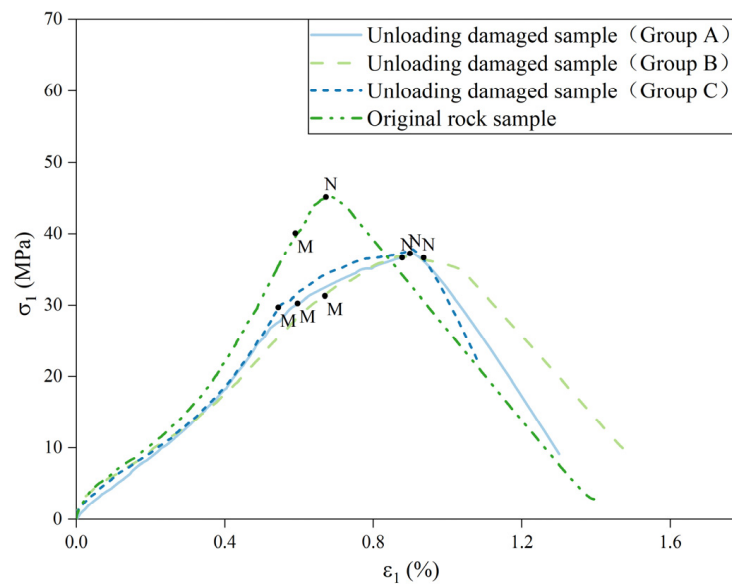 70
60
50
40
30
20
10
0
σ₁ (MPa)
Unloading damaged sample（Group A）
Unloading damaged sample（Group B）
Unloading damaged sample（Group C）
Original rock sample
N
M
N
N
N
M
M
M
0.0 0.4 0.8 1.2 1.6
ε₁ (%)